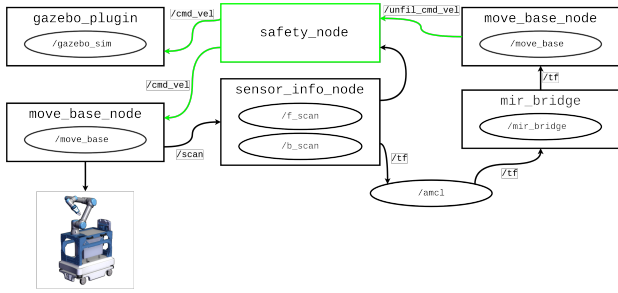 /cmd_vel
/unfil_cmd_vel
gazebo_plugin
safety_node
move_base_node
/gazebo_sim
/move_base
/cmd_vel
/tf
sensor_info_node
mir_bridge
move_base_node
/f_scan
/mir_bridge
/move_base
/scan
/b_scan
/tf
/tf
/amcl